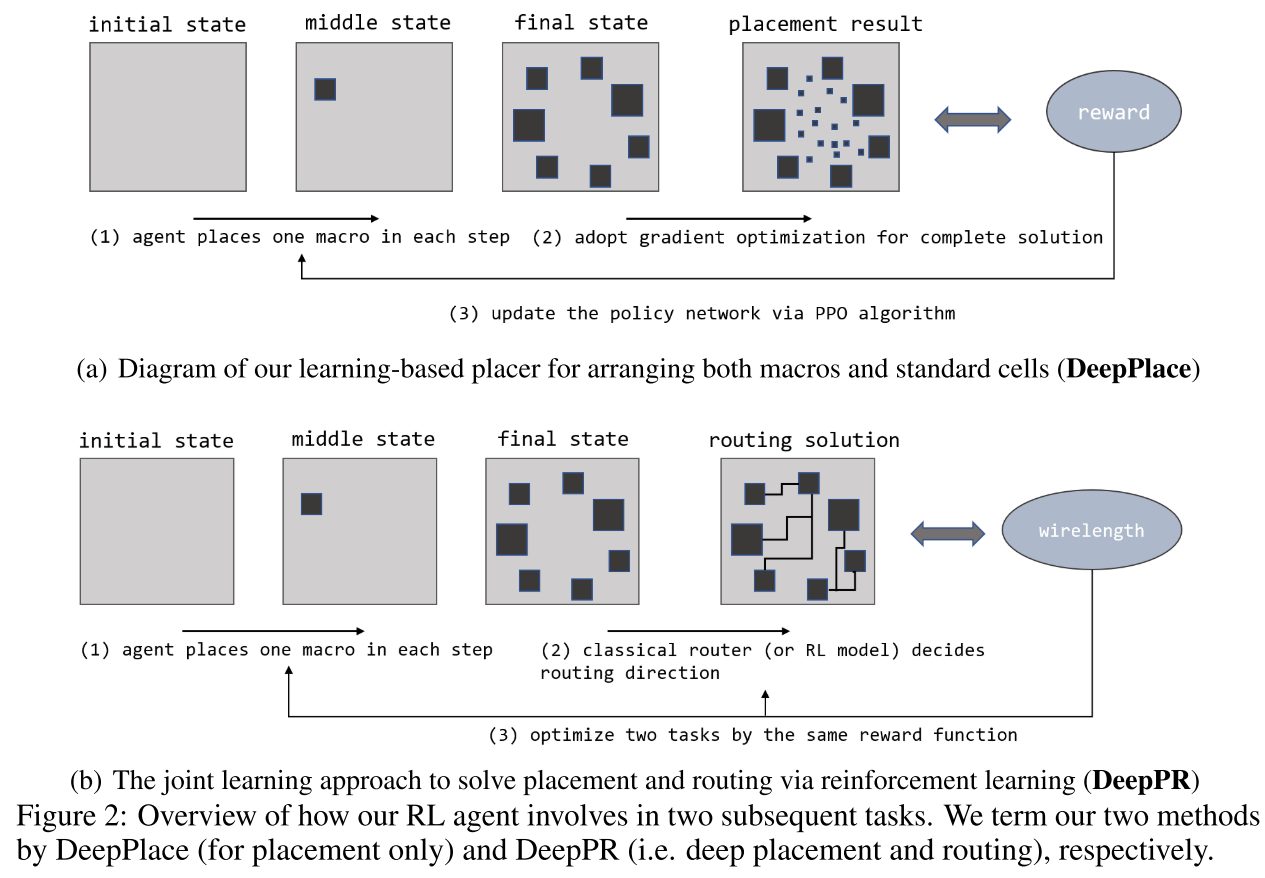 initial state
middle state
final state
placement result
reward
(1) agent places one macro in each step
(2) adopt gradient optimization for complete solution
(3) update the policy network via PPO algorithm
(a) Diagram of our learning-based placer for arranging both macros and standard cells (DeepPlace)
initial state
middle state
final state
routing solution
wirelength
(1) agent places one macro in each step
(2) classical router (or RL model) decides
routing direction
(3) optimize two tasks by the same reward function
(b) The joint learning approach to solve placement and routing via reinforcement learning (DeepPR)
Figure 2: Overview of how our RL agent involves in two subsequent tasks. We term our two methods
by DeepPlace (for placement only) and DeepPR (i.e. deep placement and routing), respectively.